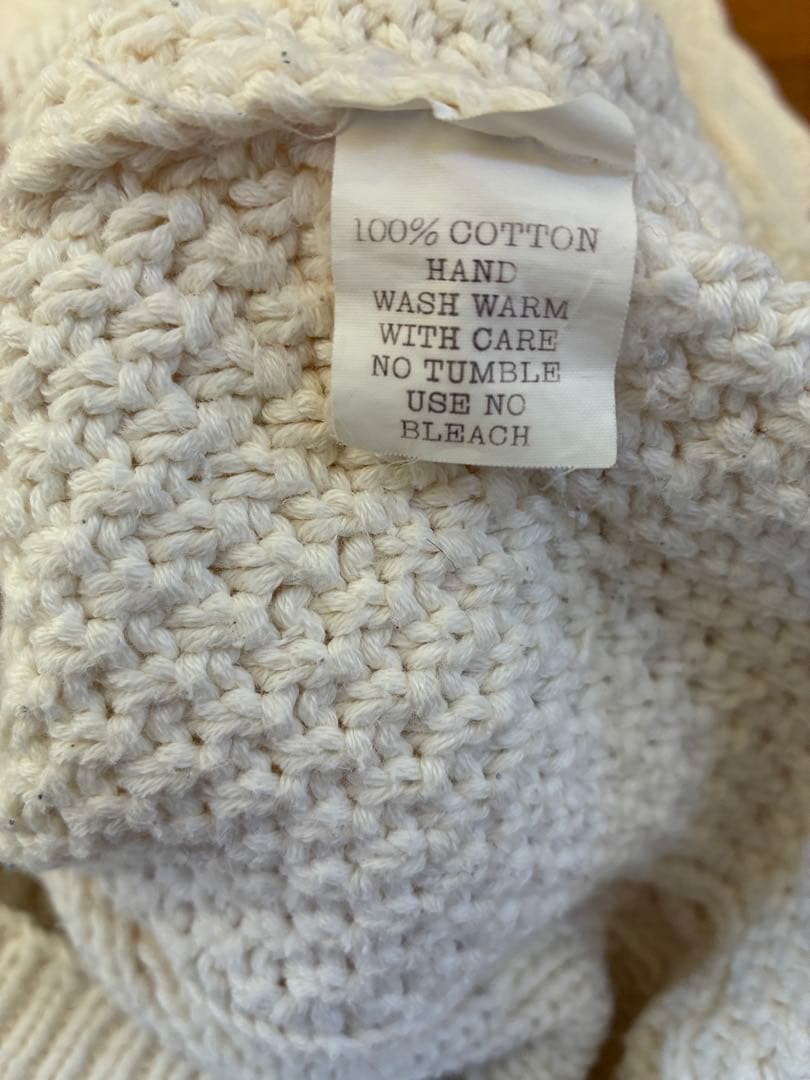 100% COTTON
HAND
WASH WARM
WITH CARE
NO TUMBLE
USE NO
BLEACH